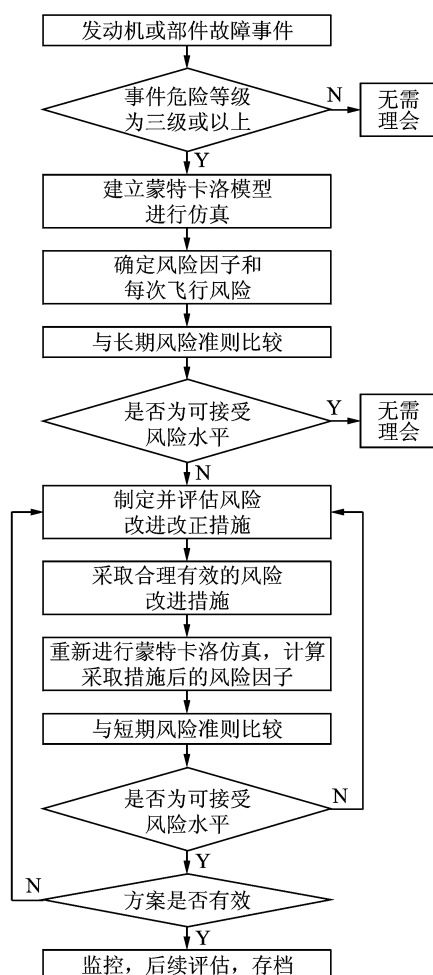 发动机或部件故障事件
事件危险等级
为三级或以上
N
无需
理会
Y
建立蒙特卡洛模型
进行仿真
确定风险因子和
每次飞行风险
与长期风险准则比较
是否为可接受
风险水平
Y
无需
理会
N
制定并评估风险
改进改正措施
采取合理有效的风险
改进措施
重新进行蒙特卡洛仿真，计算
采取措施后的风险因子
与短期风险准则比较
是否为可接受
风险水平
N
Y
方案是否有效
N
Y
监控，后续评估，存档